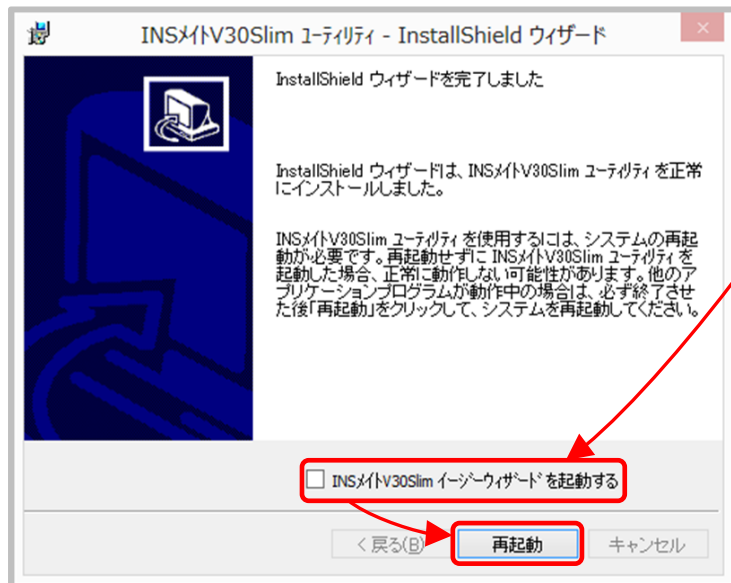 INSﾒｲﾄV30Slim ﾕｰﾃｨﾘﾃｨ - InstallShield ウィザード
InstallShield ウィザードを完了しました
InstallShield ウィザードは、INSﾒｲﾄV30Slim ﾕｰﾃｨﾘﾃｨ を正常
にインストールしました。
INSﾒｲﾄV30Slim ﾕｰﾃｨﾘﾃｨ を使用するには、システムの再起
動が必要です。再起動せずに INSﾒｲﾄV30Slim ﾕｰﾃｨﾘﾃｨ を
起動した場合、正常に動作しない可能性があります。他のア
プリケーションプログラムが動作中の場合は、必ず終了させ
た後「再起動」をクリックして、システムを再起動してください。
INSﾒｲﾄV30Slim ｲｰｼﾞｰｳｨｻﾞｰﾄﾞを起動する
< 戻る(B)
再起動
キャンセル